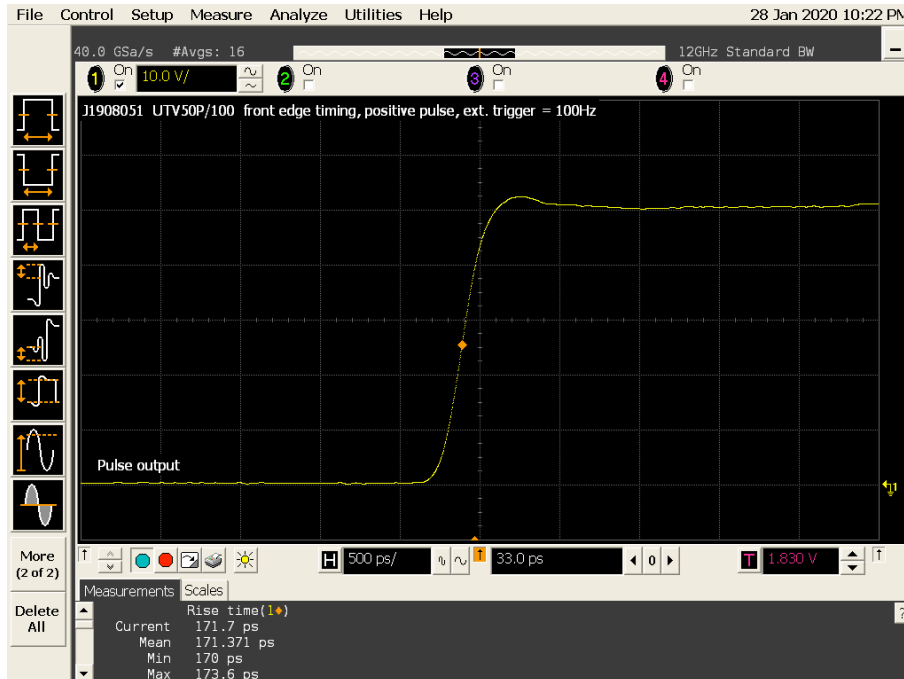 File Control Setup Measure Analyze Utilities Help 28 Jan 2020 10:22 PM
40.0 GSa/s #Avgs: 16 12GHz Standard BW
1 On 10.0 V/ 2 On 3 On 4 On
J1908051 UTV50P/100 front edge timing, positive pulse, ext. trigger = 100Hz
Pulse output
1
More
(2 of 2)
Delete
All
H 500 ps/ 33.0 ps 0 T 1.830 V
Measurements Scales
Rise time(1◆)
Current 171.7 ps
Mean 171.371 ps
Min 170 ps
Max 173.6 ps
?